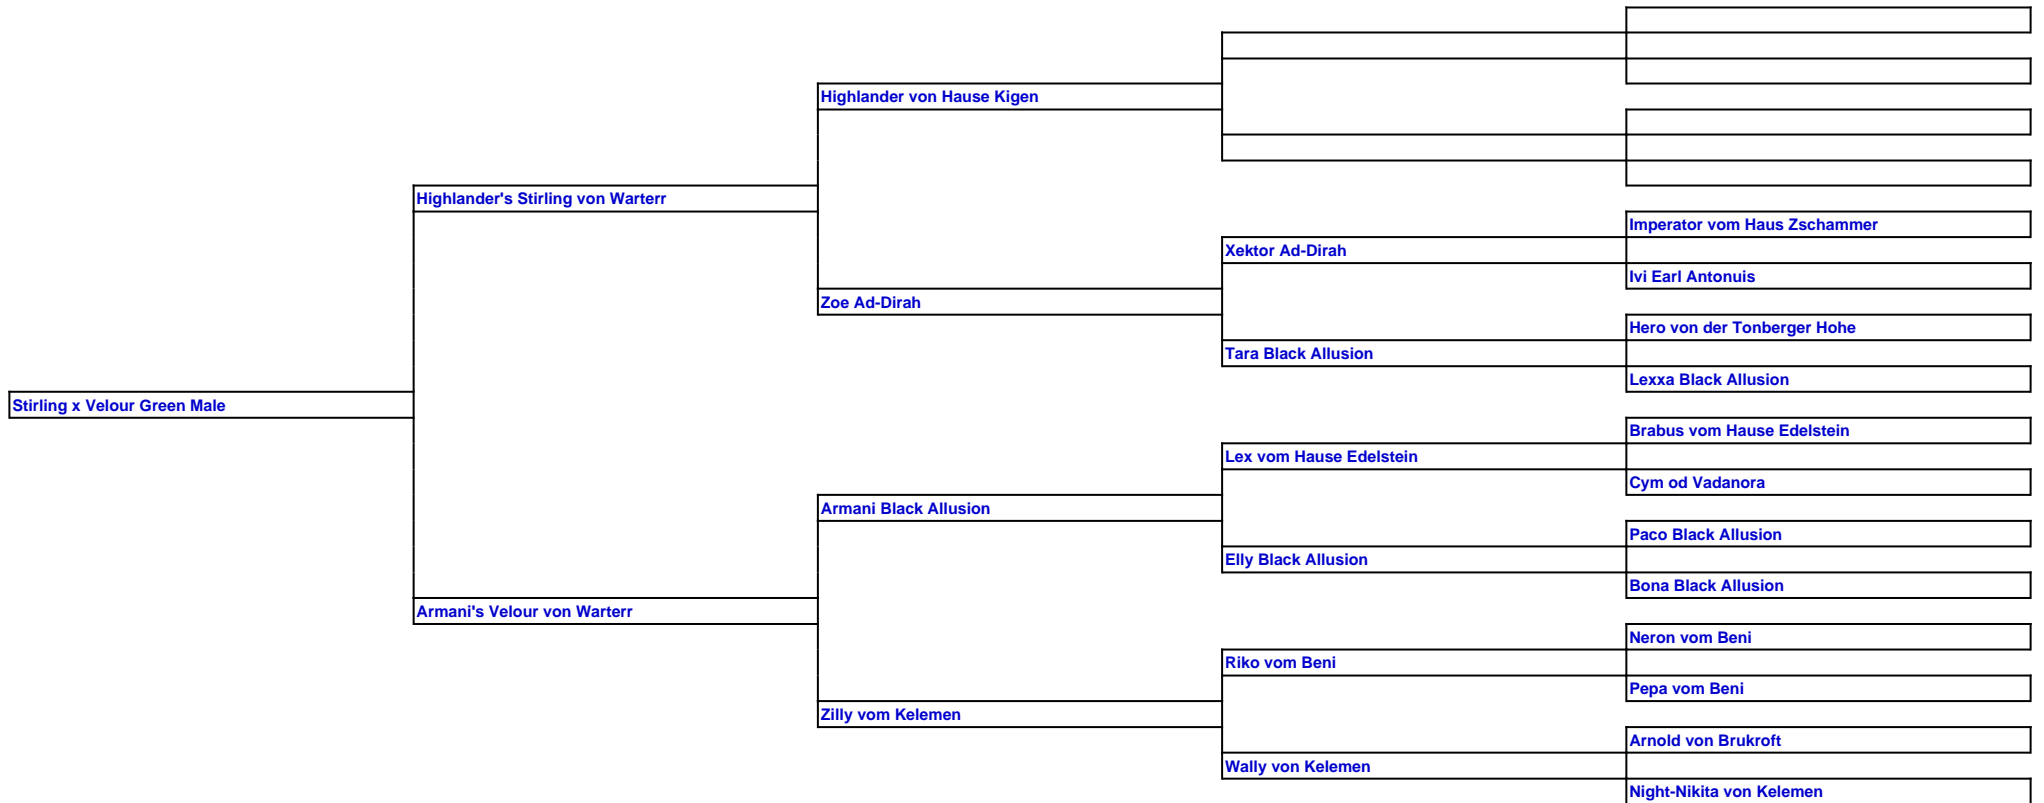 Highlander von Hause Kigen
Highlander's Stirling von Warterr
Imperator vom Haus Zschammer
Xektor Ad-Dirah
Ivi Earl Antonuis
Zoe Ad-Dirah
Hero von der Tonberger Hohe
Tara Black Allusion
Lexxa Black Allusion
Stirling x Velour Green Male
Brabus vom Hause Edelstein
Lex vom Hause Edelstein
Cym od Vadanora
Armani Black Allusion
Paco Black Allusion
Elly Black Allusion
Bona Black Allusion
Armani's Velour von Warterr
Neron vom Beni
Riko vom Beni
Pepa vom Beni
Zilly vom Kelemen
Arnold von Brukroft
Wally von Kelemen
Night-Nikita von Kelemen